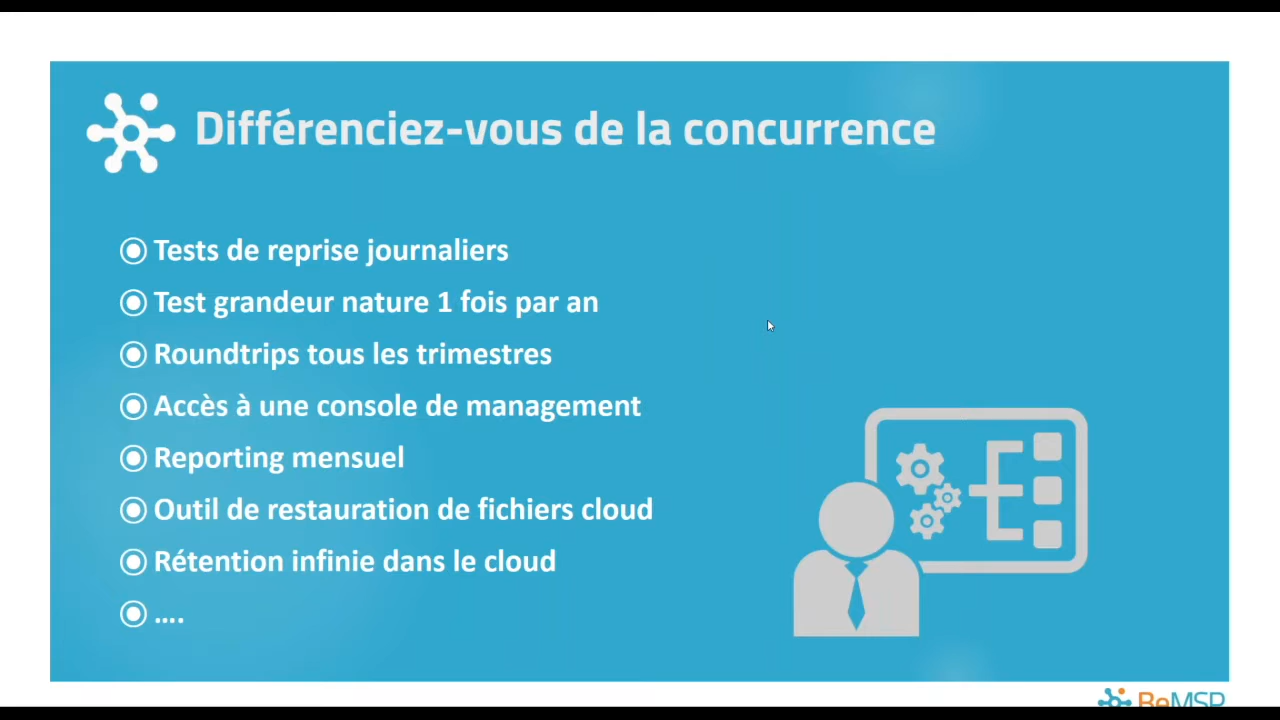 Différenciez-vous de la concurrence
Tests de reprise journaliers
Test grandeur nature 1 fois par an
Roundtrips tous les trimestres
Accès à une console de management
Reporting mensuel
Outil de restauration de fichiers cloud
Rétention infinie dans le cloud
....
BeMSP